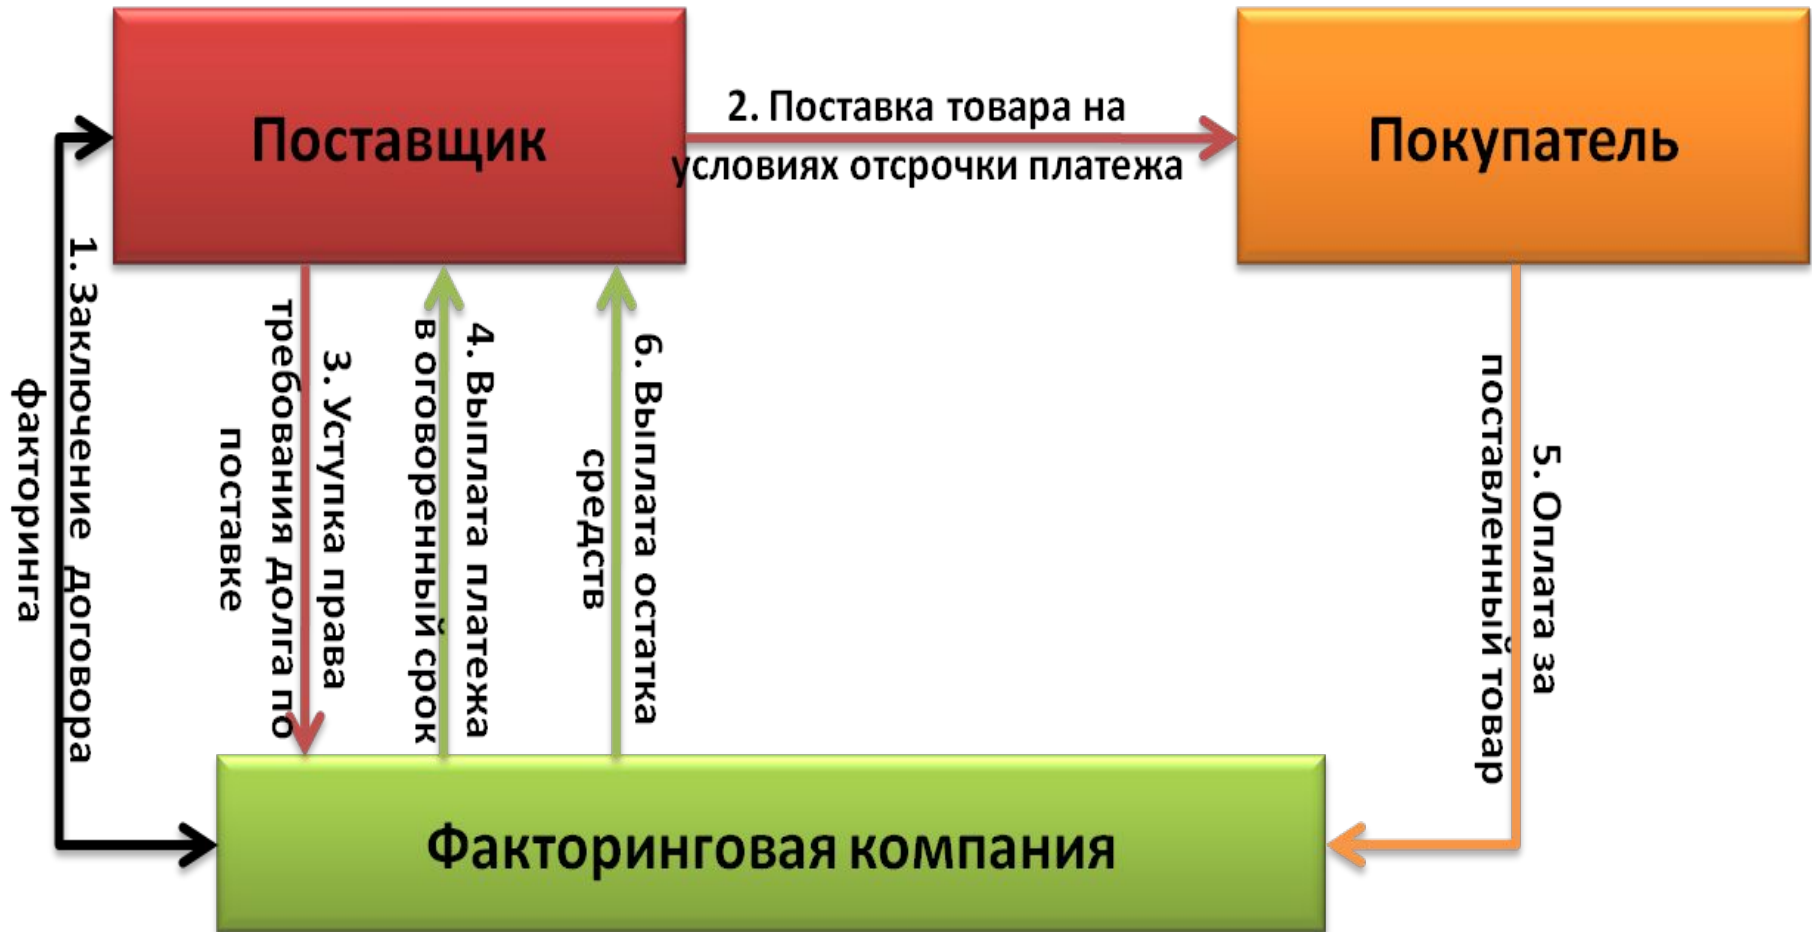 Поставщик
2. Поставка товара на
условиях отсрочки платежа
Покупатель
1. Заключение договора
факторинга
3. Уступка права
требования долга по
поставке
4. Выплата платежа
в оговоренный срок
6. Выплата остатка
средств
5. Оплата за
поставленный товар
Факторинговая компания